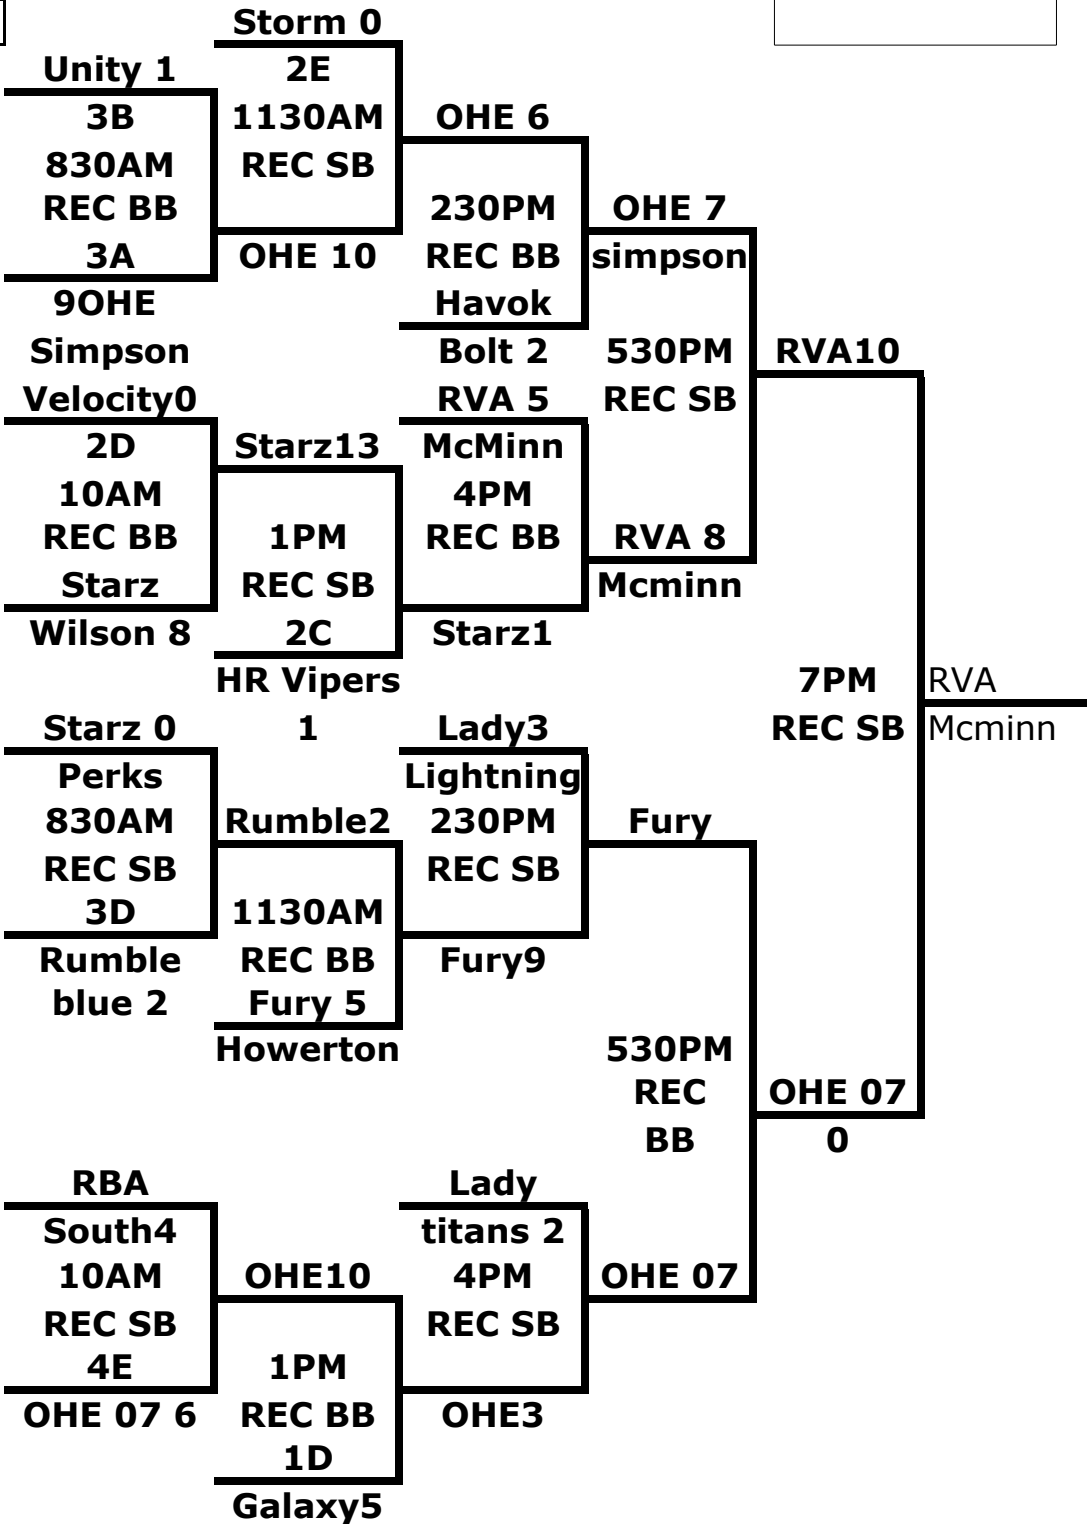 Storm 0
Unity 1
2E
3B
1130AM
OHE 6
830AM
REC SB
REC BB
230PM
OHE 7
3A
OHE 10
REC BB
simpson
9OHE
Havok
Simpson
Bolt 2
530PM
RVA10
Velocity0
RVA 5
REC SB
2D
Starz13
McMinn
10AM
4PM
REC BB
1PM
REC BB
RVA 8
Starz
REC SB
Mcminn
Wilson 8
2C
Starz1
HR Vipers
7PM
RVA
Starz 0
1
Lady3
REC SB
Mcminn
Perks
Lightning
830AM
Rumble2
230PM
Fury
REC SB
REC SB
3D
1130AM
Rumble
REC BB
Fury9
blue 2
Fury 5
Howerton
530PM
REC
OHE 07
BB
0
RBA
Lady
South4
titans 2
10AM
OHE10
4PM
OHE 07
REC SB
REC SB
4E
1PM
OHE 07 6
REC BB
OHE3
1D
Galaxy5